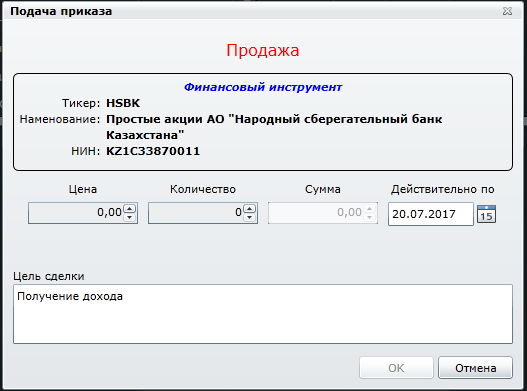 Подача приказа
Продажа
Финансовый инструмент
Тикер: HSBK
Наименование: Простые акции АО "Народный сберегательный банк
Казахстана"
НИН: KZ1C33870011
Цена Количество Сумма Действительно по
0,00 0 0,00 20.07.2017 15
Цель сделки
Получение дохода
OK Отмена